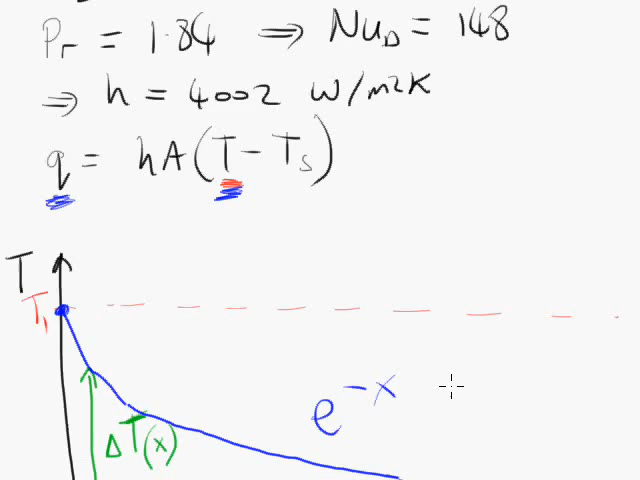 Pr = 1.84 ⇒ NuD = 148
⇒ h = 4002 W/m2K
q = hA(T - Ts)
T
T1
e^-x
ΔT(x)